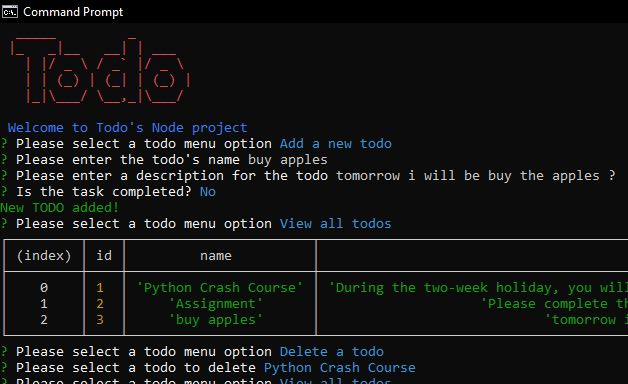 Command Prompt
Todo
Welcome to Todo's Node project
? Please select a todo menu option Add a new todo
? Please enter the todo's name buy apples
? Please enter a description for the todo tomorrow i will be buy the apples ?
? Is the task completed? No
New TODO added!
? Please select a todo menu option View all todos
(index) id name
0 1 'Python Crash Course' 'During the two-week holiday, you will
1 2 'Assignment' 'Please complete th
2 3 'buy apples' 'tomorrow i
? Please select a todo menu option Delete a todo
? Please select a todo to delete Python Crash Course
? Please select a todo menu option View all todos